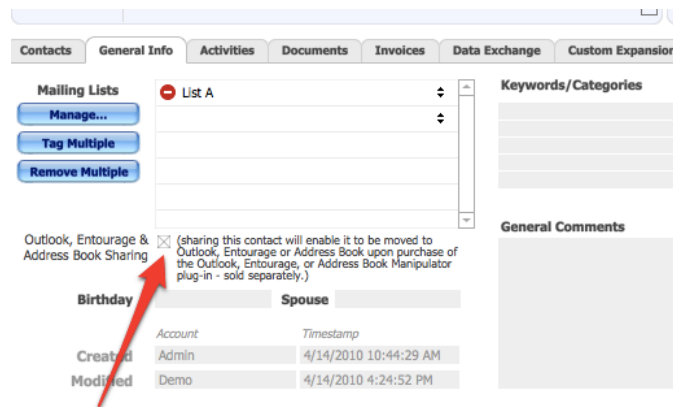 Contacts General Info Activities Documents Invoices Data Exchange Custom Expansion
Mailing Lists
Manage...
Tag Multiple
Remove Multiple
List A
Keywords/Categories
General Comments
Outlook, Entourage &
Address Book Sharing
(sharing this contact will enable it to be moved to
Outlook, Entourage or Address Book upon purchase of
the Outlook, Entourage, or Address Book Manipulator
plug-in - sold separately.)
Birthday Spouse
Account Timestamp
Created Admin 4/14/2010 10:44:29 AM
Modified Demo 4/14/2010 4:24:52 PM